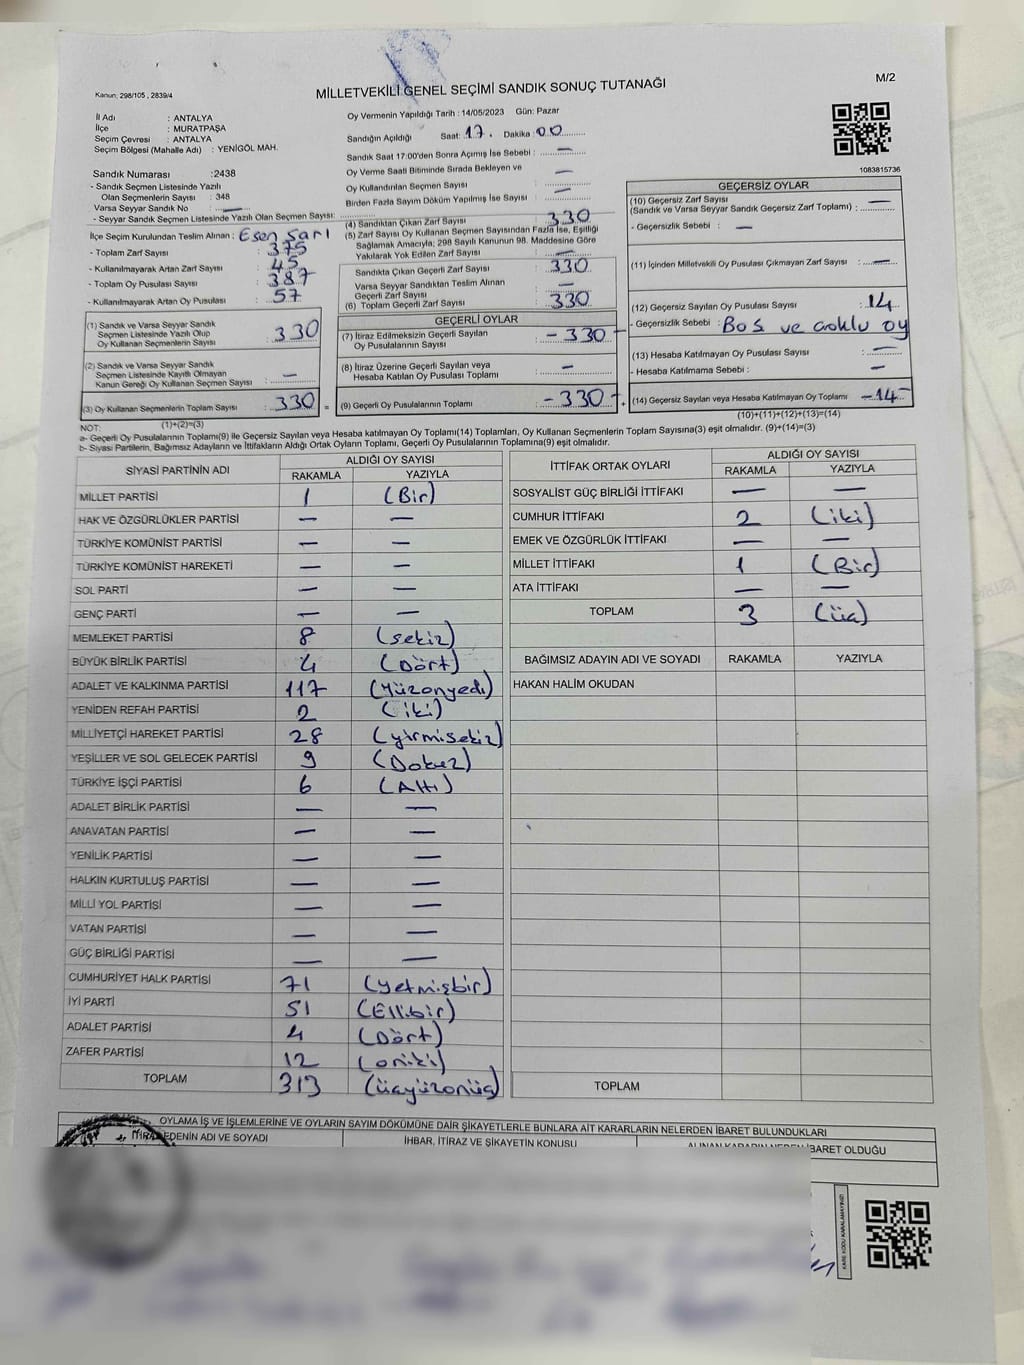 M/2
Kanun: 298/105 , 2839/4
MİLLETVEKİLİ GENEL SEÇİMİ SANDIK SONUÇ TUTANAĞI
İl Adı : ANTALYA
İlçe : MURATPAŞA
Seçim Çevresi : ANTALYA
Seçim Bölgesi (Mahalle Adı) : YENİGÖL MAH.
Oy Vermenin Yapıldığı Tarih : 14/05/2023 Gün: Pazar
Sandığın Açıldığı Saat: 17. Dakika : 00
Sandık Saat 17:00'den Sonra Açımış İse Sebebi : —
Oy Verme Saati Bitiminde Sırada Bekleyen ve
Oy Kullandırılan Seçmen Sayısı : —
Birden Fazla Sayım Döküm Yapılmış İse Sayısı : —
1083815736
Sandık Numarası :2438
- Sandık Seçmen Listesinde Yazılı
Olan Seçmenlerin Sayısı : 348
Varsa Seyyar Sandık No : —
- Seyyar Sandık Seçmen Listesinde Yazılı Olan Seçmen Sayısı:
İlçe Seçim Kurulundan Teslim Alınan : Esen Sarı
- Toplam Zarf Sayısı : 375
- Kullanılmayarak Artan Zarf Sayısı : 45
- Toplam Oy Pusulası Sayısı : 387
- Kullanılmayarak Artan Oy Pusulası : 57
(4) Sandıktan Çıkan Zarf Sayısı : 330
(5) Zarf Sayısı Oy Kullanan Seçmen Sayısından Fazla İse, Eşitliği
Sağlamak Amacıyla; 298 Sayılı Kanunun 98. Maddesine Göre
Yakılarak Yok Edilen Zarf Sayısı : —
Sandıkta Çıkan Geçerli Zarf Sayısı : 330
Varsa Seyyar Sandıktan Teslim Alınan
Geçerli Zarf Sayısı : —
(6) Toplam Geçerli Zarf Sayısı : 330
GEÇERSİZ OYLAR
(10) Geçersiz Zarf Sayısı
(Sandık ve Varsa Seyyar Sandık Geçersiz Zarf Toplamı) : —
- Geçersizlik Sebebi : —
(11) İçinden Milletvekili Oy Pusulası Çıkmayan Zarf Sayısı : —
(12) Geçersiz Sayılan Oy Pusulası Sayısı : 14
- Geçersizlik Sebebi : Boş ve çoklu oy
(13) Hesaba Katılmayan Oy Pusulası Sayısı : —
- Hesaba Katılmama Sebebi : —
(14) Geçersiz Sayılan veya Hesaba Katılmayan Oy Toplamı : -14-
(10)+(11)+(12)+(13)=(14)
(1) Sandık ve Varsa Seyyar Sandık
Seçmen Listesinde Yazılı Olup
Oy Kullanan Seçmenlerin Sayısı : 330
(2) Sandık ve Varsa Seyyar Sandık
Seçmen Listesinde Kayıtlı Olmayan
Kanun Gereği Oy Kullanan Seçmen Sayısı : —
(3) Oy Kullanan Seçmenlerin Toplam Sayısı : 330 =
(1)+(2)=(3)
GEÇERLİ OYLAR
(7) İtiraz Edilmeksizin Geçerli Sayılan
Oy Pusulalarının Sayısı : -330-
(8) İtiraz Üzerine Geçerli Sayılan veya
Hesaba Katılan Oy Pusulası Toplamı : —
(9) Geçerli Oy Pusulalarının Toplamı : -330- +
NOT:
a- Geçerli Oy Pusulalarının Toplamı(9) ile Geçersiz Sayılan veya Hesaba katılmayan Oy Toplamı(14) Toplamları, Oy Kullanan Seçmenlerin Toplam Sayısına(3) eşit olmalıdır. (9)+(14)=(3)
b- Siyasi Partilerin, Bağımsız Adayların ve İttifakların Aldığı Ortak Oyların Toplamı, Geçerli Oy Pusulalarının Toplamına(9) eşit olmalıdır.
SİYASİ PARTİNİN ADI ALDIĞI OY SAYISI
RAKAMLA YAZIYLA
MİLLET PARTİSİ 1 (Bir)
HAK VE ÖZGÜRLÜKLER PARTİSİ — —
TÜRKİYE KOMÜNİST PARTİSİ — —
TÜRKİYE KOMÜNİST HAREKETİ — —
SOL PARTİ — —
GENÇ PARTİ — —
MEMLEKET PARTİSİ 8 (sekiz)
BÜYÜK BİRLİK PARTİSİ 4 (Dört)
ADALET VE KALKINMA PARTİSİ 117 (Yüzonyedi)
YENİDEN REFAH PARTİSİ 2 (iki)
MİLLİYETÇİ HAREKET PARTİSİ 28 (yirmisekiz)
YEŞİLLER VE SOL GELECEK PARTİSİ 9 (Dokuz)
TÜRKİYE İŞÇİ PARTİSİ 6 (Altı)
ADALET BİRLİK PARTİSİ — —
ANAVATAN PARTİSİ — —
YENİLİK PARTİSİ — —
HALKIN KURTULUŞ PARTİSİ — —
MİLLİ YOL PARTİSİ — —
VATAN PARTİSİ — —
GÜÇ BİRLİĞİ PARTİSİ — —
CUMHURİYET HALK PARTİSİ 71 (yetmişbir)
İYİ PARTİ 51 (Ellibir)
ADALET PARTİSİ 4 (Dört)
ZAFER PARTİSİ 12 (oniki)
TOPLAM 313 (üçyüzonüç)
İTTİFAK ORTAK OYLARI ALDIĞI OY SAYISI
RAKAMLA YAZIYLA
SOSYALİST GÜÇ BİRLİĞİ İTTİFAKI — —
CUMHUR İTTİFAKI 2 (iki)
EMEK VE ÖZGÜRLÜK İTTİFAKI — —
MİLLET İTTİFAKI 1 (Bir)
ATA İTTİFAKI — —
TOPLAM 3 (üç)
BAĞIMSIZ ADAYIN ADI VE SOYADI RAKAMLA YAZIYLA
HAKAN HALİM OKUDAN
TOPLAM
OYLAMA İŞ VE İŞLEMLERİNE VE OYLARIN SAYIM DÖKÜMÜNE DAİR ŞİKAYETLERLE BUNLARA AİT KARARLARIN NELERDEN İBARET BULUNDUKLARI
EDENİN ADI VE SOYADI İHBAR, İTİRAZ VE ŞİKAYETİN KONUSU ALINAN KARARIN NEDEN İBARET OLDUĞU
KARE KODU KARALAMAYINIZ!